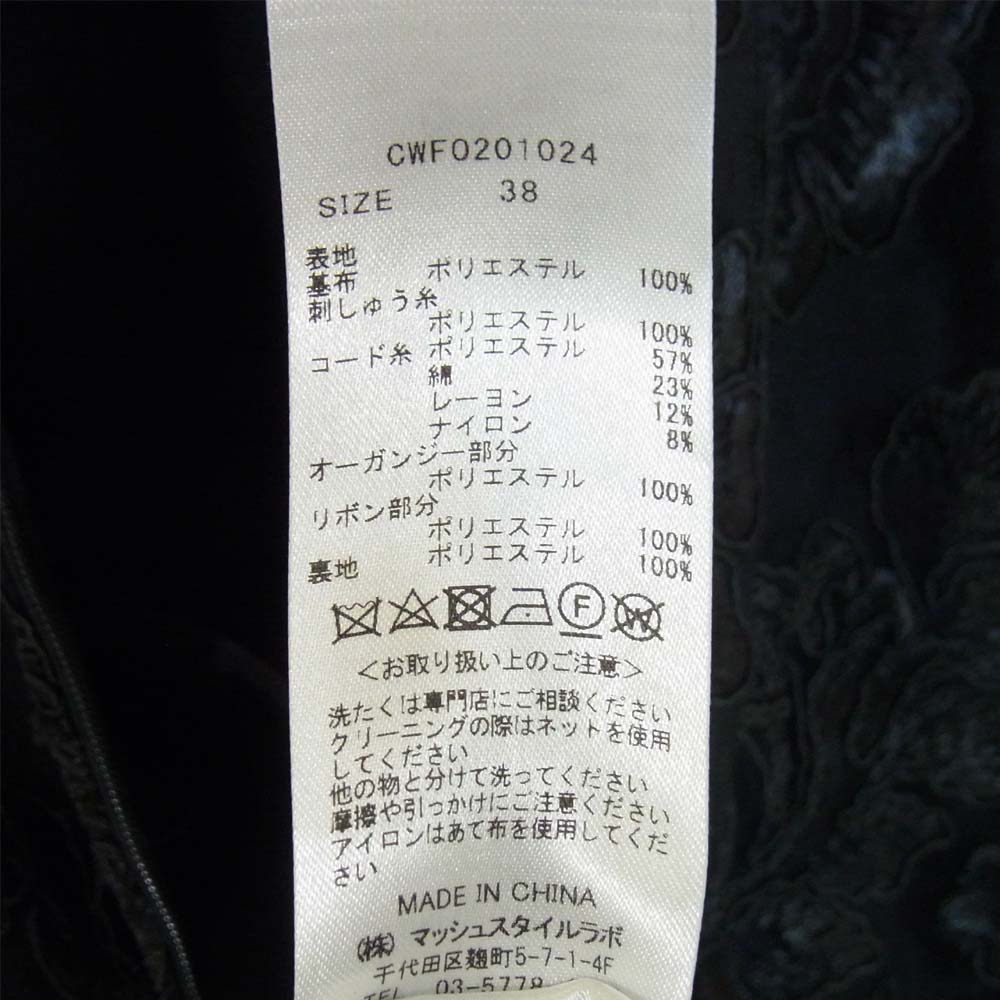 CWF0201024
SIZE 38
表地
基布 ポリエステル 100%
刺しゅう糸
ポリエステル 100%
コード糸 ポリエステル 57%
綿 23%
レーヨン 12%
ナイロン 8%
オーガンジー部分
ポリエステル 100%
リボン部分
ポリエステル 100%
裏地 ポリエステル 100%
F W
<お取り扱い上のご注意>
洗たくは専門店にご相談ください
クリーニングの際はネットを使用
してください
他の物と分けて洗ってください
摩擦や引っかけにご注意ください
アイロンはあて布を使用してくだ
さい
MADE IN CHINA
(株) マッシュスタイルラボ
千代田区麹町5-7-1-4F
TEL 03-5778